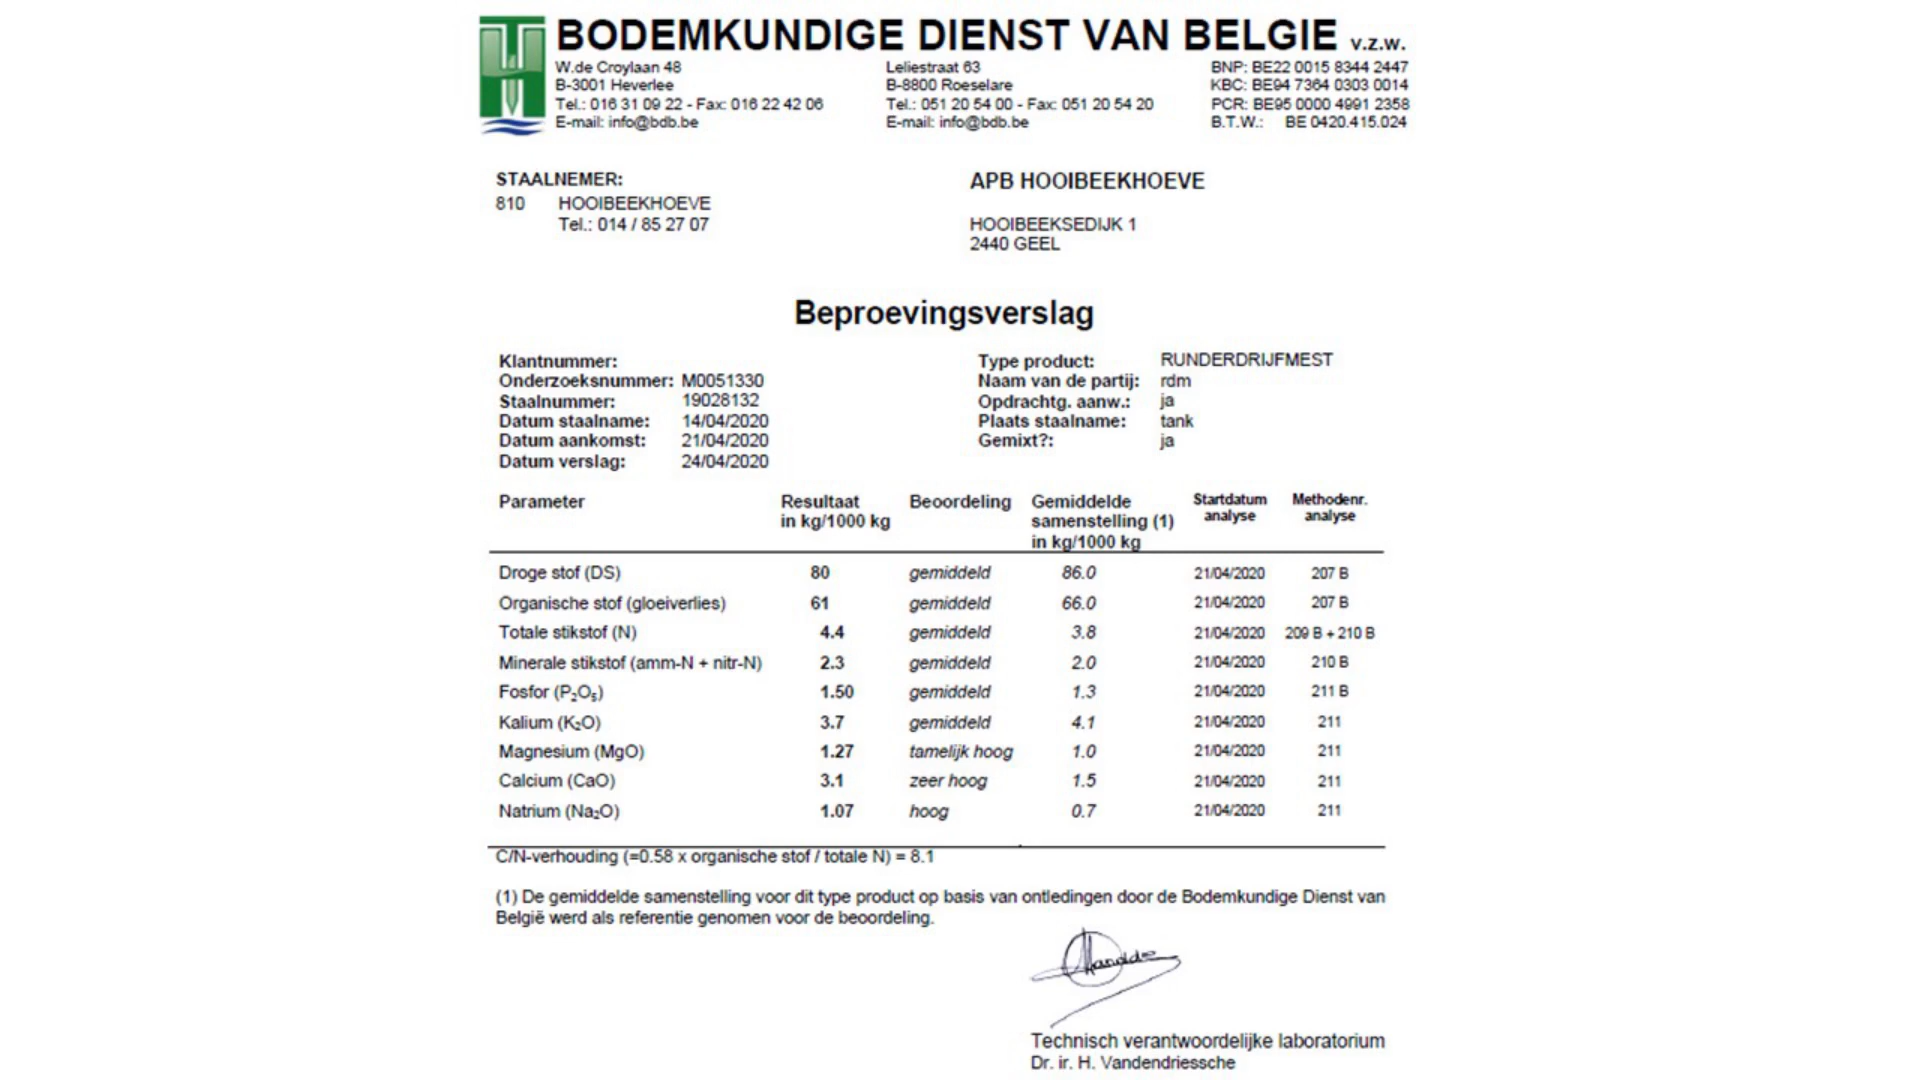 BODEMKUNDIGE DIENST VAN BELGIE v.z.w.
W.de Croylaan 48 Leliestraat 63 BNP: BE22 0015 8344 2447
B-3001 Heverlee B-8800 Roeselare KBC: BE94 7364 0303 0014
Tel.: 016 31 09 22 - Fax: 016 22 42 06 Tel.: 051 20 54 00 - Fax: 051 20 54 20 PCR: BE95 0000 4991 2358
E-mail: info@bdb.be E-mail: info@bdb.be B.T.W.: BE 0420.415.024
STAALNEMER: APB HOOIBEEKHOEVE
810 HOOIBEEKHOEVE
Tel.: 014 / 85 27 07 HOOIBEEKSEDIJK 1
2440 GEEL
Beproevingsverslag
Klantnummer: Type product: RUNDERDRIJFMEST
Onderzoeksnummer: M0051330 Naam van de partij: rdm
Staalnummer: 19028132 Opdrachtg. aanw.: ja
Datum staalname: 14/04/2020 Plaats staalname: tank
Datum aankomst: 21/04/2020 Gemixt?: ja
Datum verslag: 24/04/2020
Parameter Resultaat Beoordeling Gemiddelde Startdatum Methodenr.
in kg/1000 kg samenstelling (1) analyse analyse
in kg/1000 kg
Droge stof (DS) 80 gemiddeld 86.0 21/04/2020 207 B
Organische stof (gloeiverlies) 61 gemiddeld 66.0 21/04/2020 207 B
Totale stikstof (N) 4.4 gemiddeld 3.8 21/04/2020 209 B + 210 B
Minerale stikstof (amm-N + nitr-N) 2.3 gemiddeld 2.0 21/04/2020 210 B
Fosfor (P₂O₅) 1.50 gemiddeld 1.3 21/04/2020 211 B
Kalium (K₂O) 3.7 gemiddeld 4.1 21/04/2020 211
Magnesium (MgO) 1.27 tamelijk hoog 1.0 21/04/2020 211
Calcium (CaO) 3.1 zeer hoog 1.5 21/04/2020 211
Natrium (Na₂O) 1.07 hoog 0.7 21/04/2020 211
C/N-verhouding (=0.58 x organische stof / totale N) = 8.1
(1) De gemiddelde samenstelling voor dit type product op basis van ontledingen door de Bodemkundige Dienst van
België werd als referentie genomen voor de beoordeling.
Technisch verantwoordelijke laboratorium
Dr. ir. H. Vandendriessche